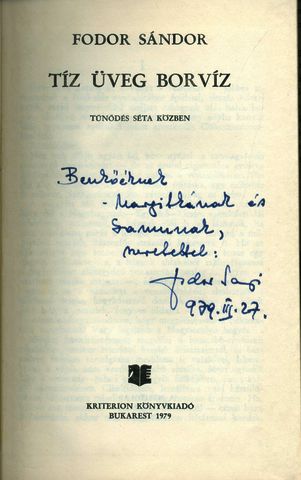 FODOR SÁNDOR
TÍZ ÜVEG BORVÍZ
TŰNŐDÉS SÉTA KÖZBEN
Benkőéknek
- Margitkának és
Samunak,
szeretettel:
Fodor Sanyi
979.III.27.
KRITERION KÖNYVKIADÓ
BUKAREST 1979